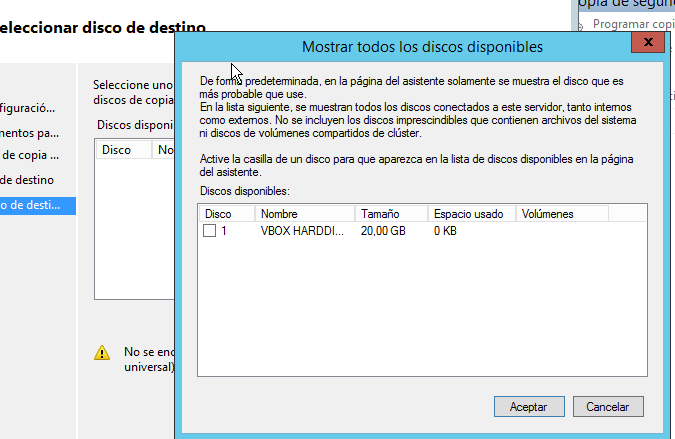 eleccionar disco de destino
opia de segur
Programar copi
Mostrar todos los discos disponibles
x
Seleccione uno
discos de copia
Discos disponi
Disco No
figuració...
mentos pa...
de copia ...
de destino
o de desti...
No se enc
universal)
De forma predeterminada, en la página del asistente solamente se muestra el disco que es
más probable que use.
En la lista siguiente, se muestran todos los discos conectados a este servidor, tanto internos
como externos. No se incluyen los discos imprescindibles que contienen archivos del sistema
ni discos de volúmenes compartidos de clúster.
Active la casilla de un disco para que aparezca en la lista de discos disponibles en la página
del asistente.
Discos disponibles:
Disco Nombre Tamaño Espacio usado Volúmenes
1 VBOX HARDDI... 20,00 GB 0 KB
Aceptar Cancelar